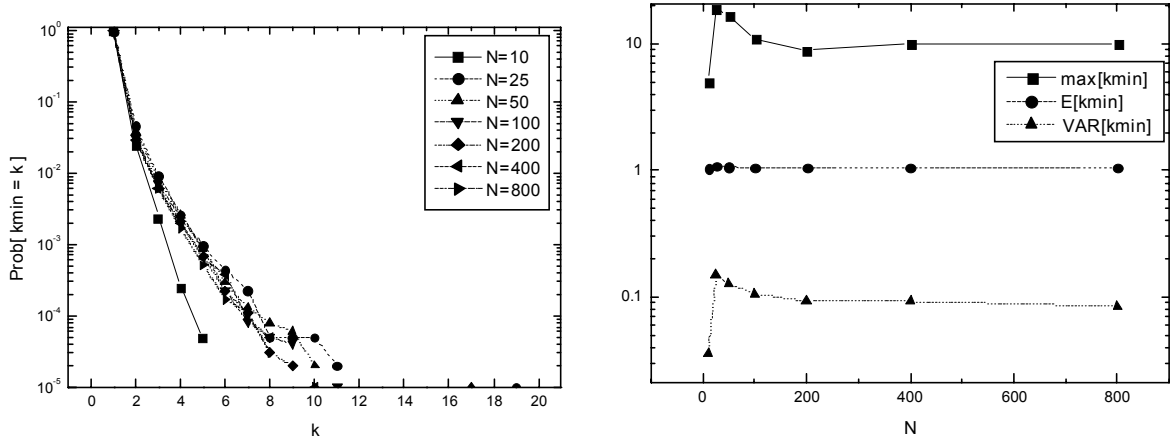 10^0
10^-1
10^-2
10^-3
10^-4
10^-5
Prob[ kmin = k]
0 2 4 6 8 10 12 14 16 18 20
k
N=10
N=25
N=50
N=100
N=200
N=400
N=800
10
1
0.1
0 200 400 600 800
N
max[kmin]
E[kmin]
VAR[kmin]